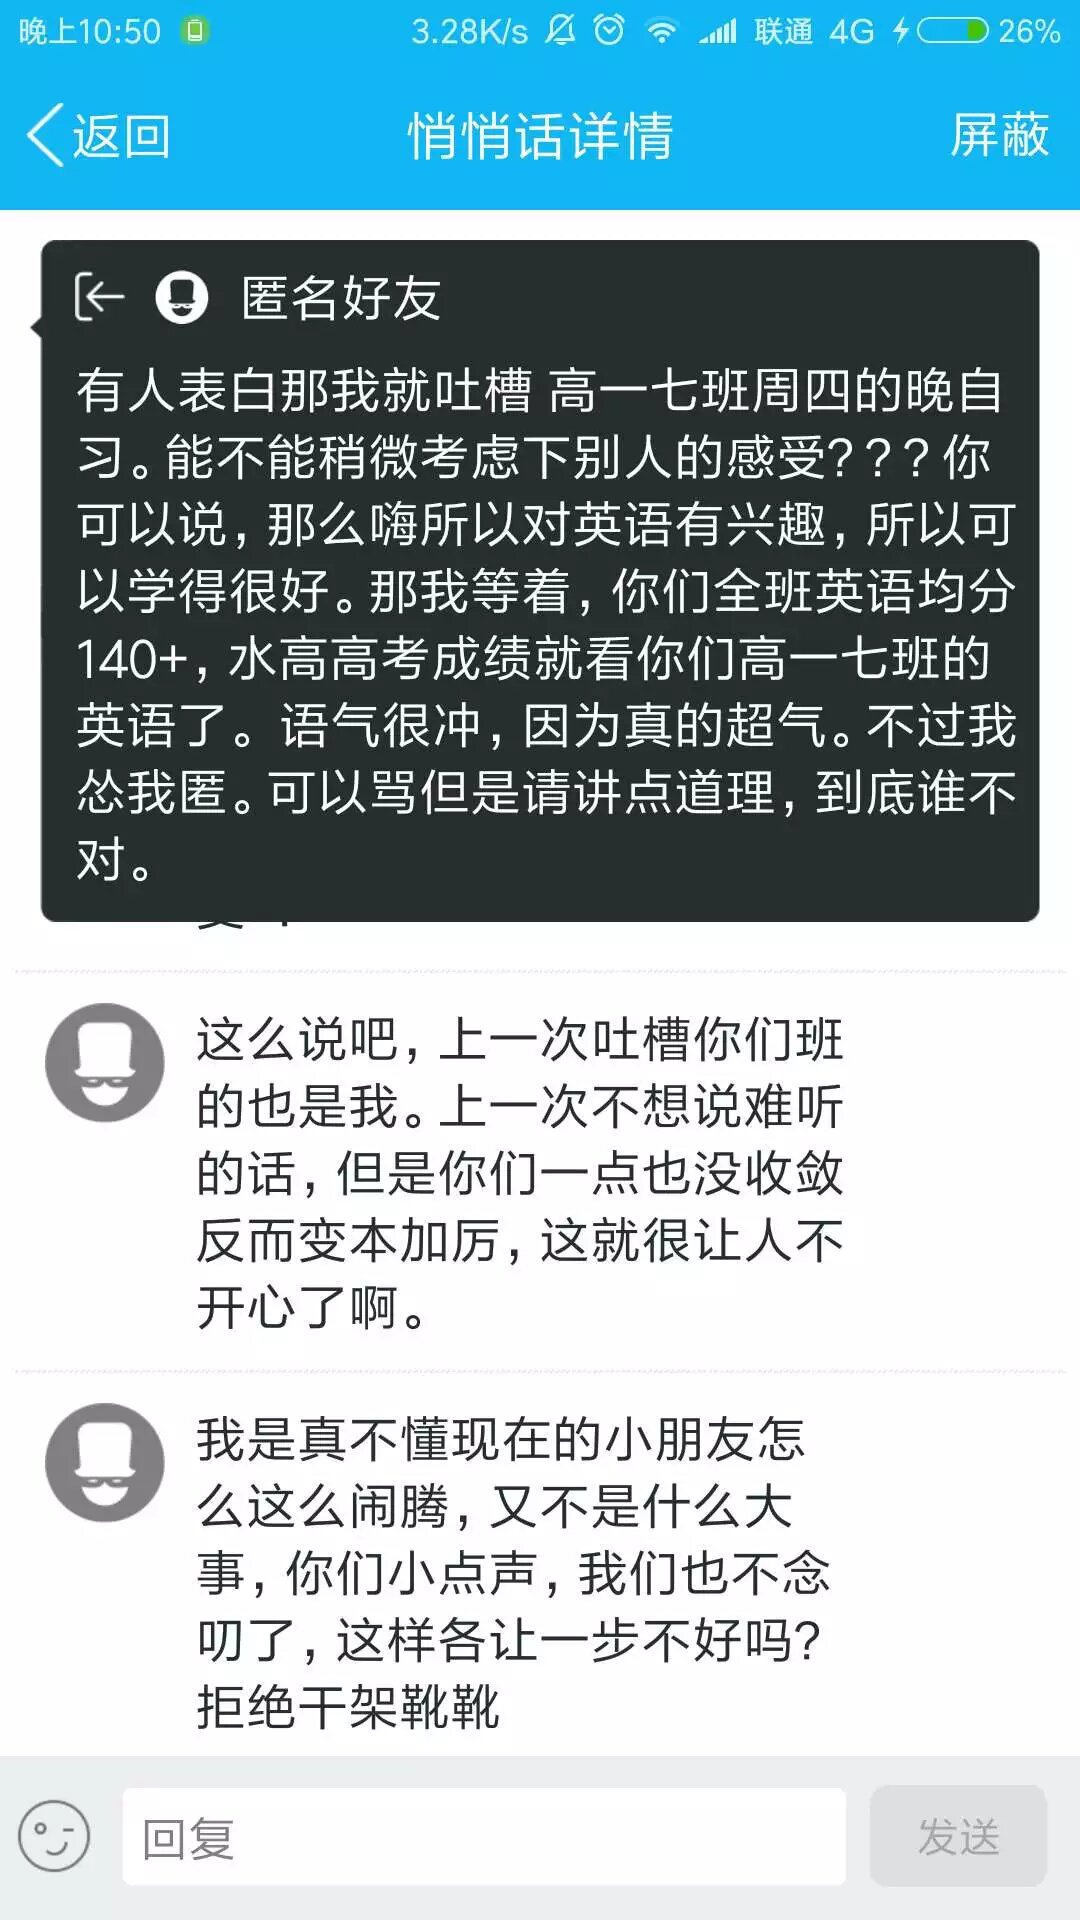 晚上10:50 3.28K/s 联通 4G 26%
返回 悄悄话详情 屏蔽
匿名好友
有人表白那我就吐槽 高一七班周四的晚自
习。能不能稍微考虑下别人的感受???你
可以说,那么嗨所以对英语有兴趣,所以可
以学得很好。那我等着,你们全班英语均分
140+,水高高考成绩就看你们高一七班的
英语了。语气很冲,因为真的超气。不过我
怂我匿。可以骂但是请讲点道理,到底谁不
对。
这么说吧,上一次吐槽你们班
的也是我。上一次不想说难听
的话,但是你们一点也没收敛
反而变本加厉,这就很让人不
开心了啊。
我是真不懂现在的小朋友怎
么这么闹腾,又不是什么大
事,你们小点声,我们也不念
叨了,这样各让一步不好吗?
拒绝干架靴靴
回复 发送